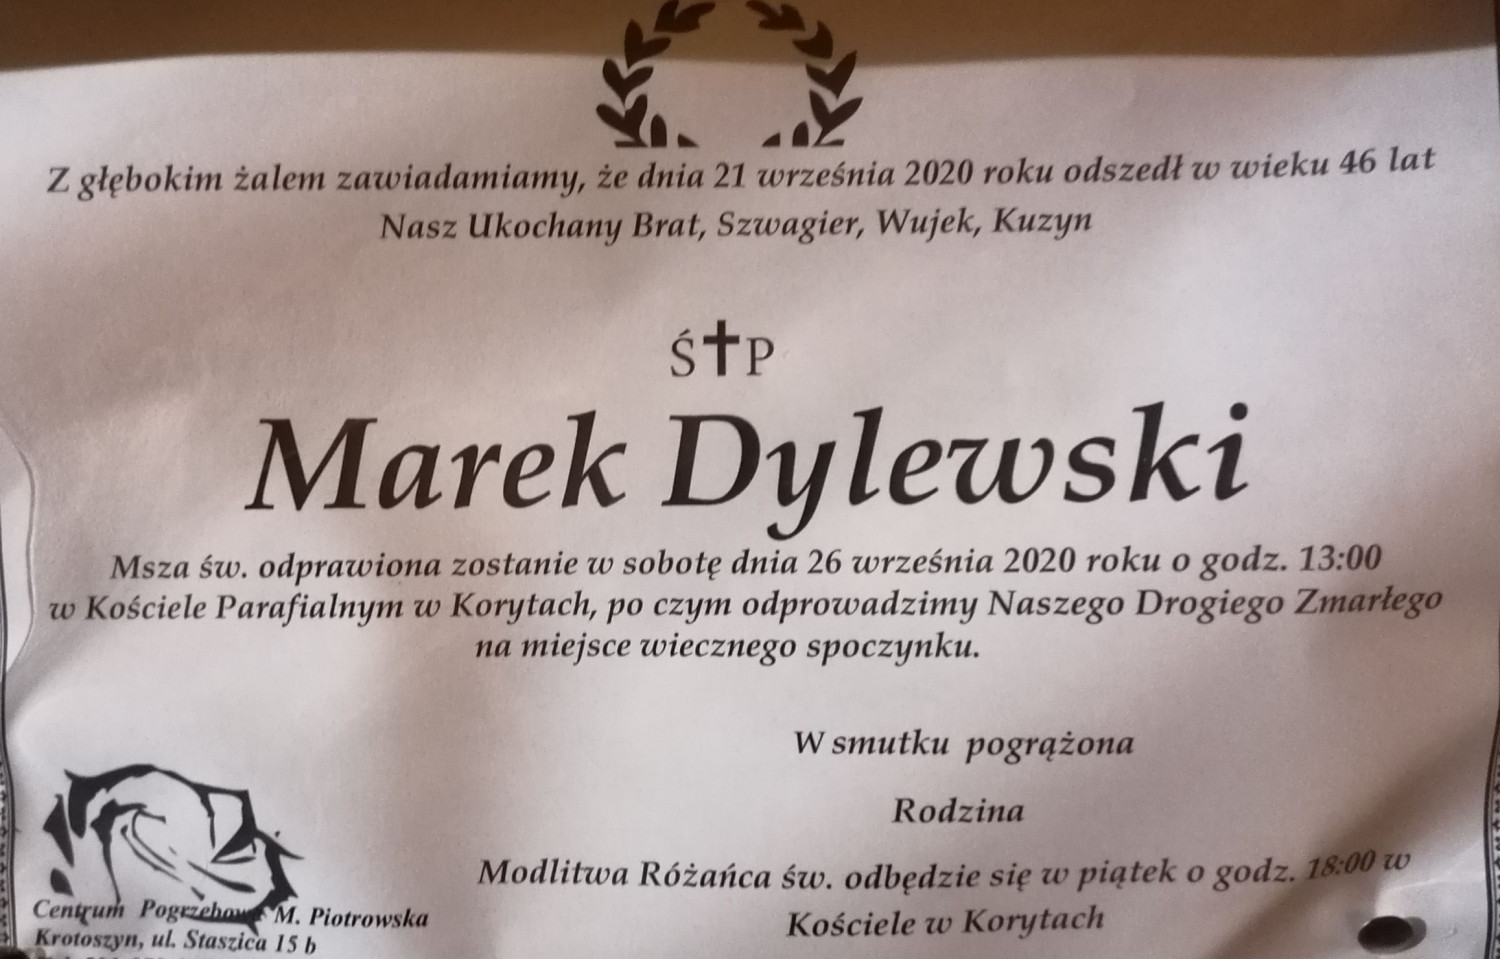 Z głębokim żalem zawiadamiamy, że dnia 21 września 2020 roku odszedł w wieku 46 lat
Nasz Ukochany Brat, Szwagier, Wujek, Kuzyn
Ś✝P
Marek Dylewski
Msza św. odprawiona zostanie w sobotę dnia 26 września 2020 roku o godz. 13:00
w Kościele Parafialnym w Korytach, po czym odprowadzimy Naszego Drogiego Zmarłego
na miejsce wiecznego spoczynku.
W smutku pogrążona
Rodzina
Modlitwa Różańca św. odbędzie się w piątek o godz. 18:00 w
Kościele w Korytach
Centrum Pogrzebowe M. Piotrowska
Krotoszyn, ul. Staszica 15 b